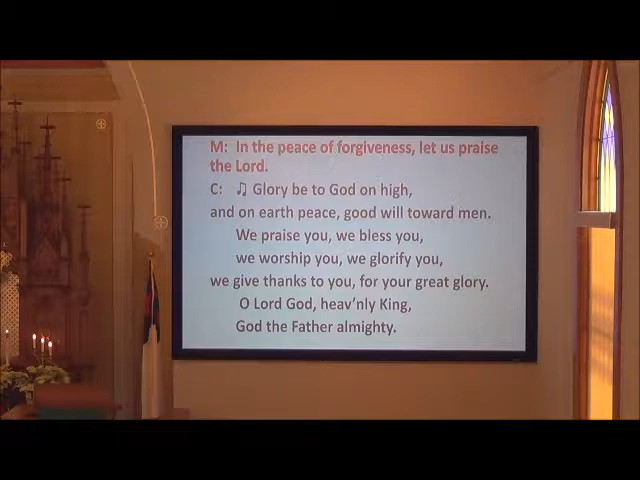 M: In the peace of forgiveness, let us praise
the Lord.
C: ♫ Glory be to God on high,
and on earth peace, good will toward men.
We praise you, we bless you,
we worship you, we glorify you,
we give thanks to you, for your great glory.
O Lord God, heav’nly King,
God the Father almighty.